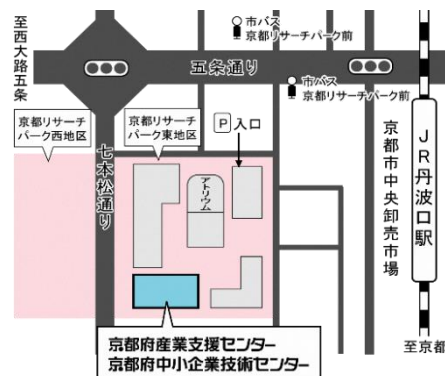 至西大路五条
市バス
京都リサーチパーク前
五条通り
市バス
京都リサーチパーク前
京都リサーチ
パーク西地区
京都リサーチ
パーク東地区
P 入口
七本松通り
アトリウム
京都市中央卸売市場
JR丹波口駅
至京都
京都府産業支援センター
京都府中小企業技術センター